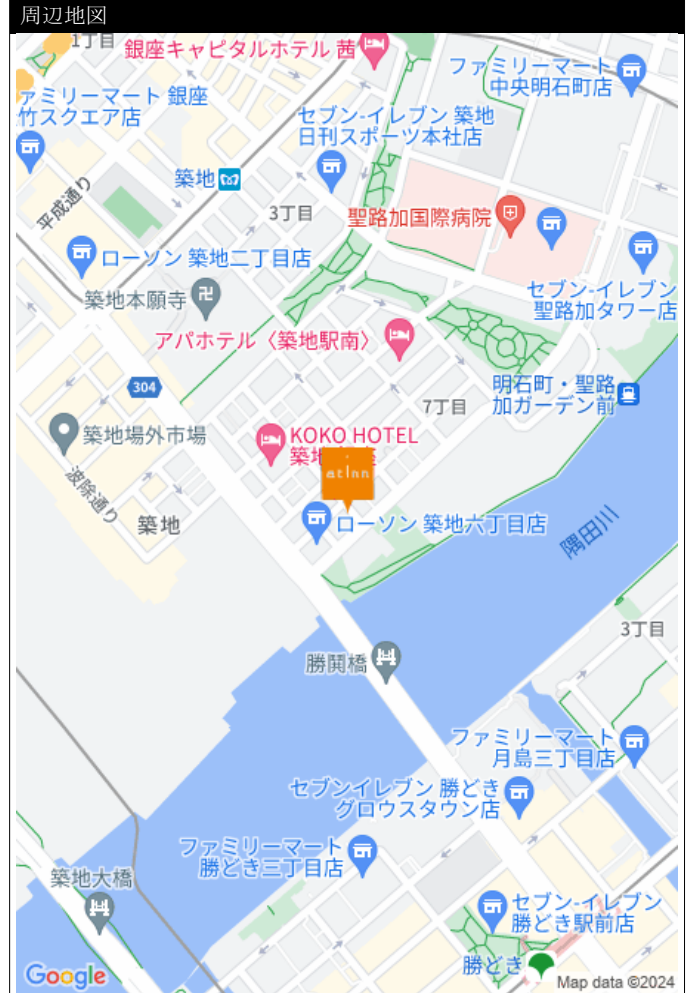 周辺地図
1丁目
銀座キャピタルホテル 茜
ファミリーマート
中央明石町店
ァミリーマート 銀座
竹スクエア店
セブン-イレブン 築地
日刊スポーツ本社店
築地
平成通り
3丁目
聖路加国際病院
ローソン 築地二丁目店
セブン-イレブン
聖路加タワー店
築地本願寺
アパホテル〈築地駅南〉
304
明石町・聖路
加ガーデン前
7丁目
築地場外市場
KOKO HOTEL
築地
座
atinn
波除通り
築地
ローソン 築地六丁目店
隅田川
3丁目
勝鬨橋
ファミリーマート
月島三丁目店
セブンイレブン 勝どき
グロウスタウン店
ファミリーマート
勝どき三丁目店
築地大橋
セブン-イレブン
勝どき駅前店
勝どき
Google
Map data ©2024